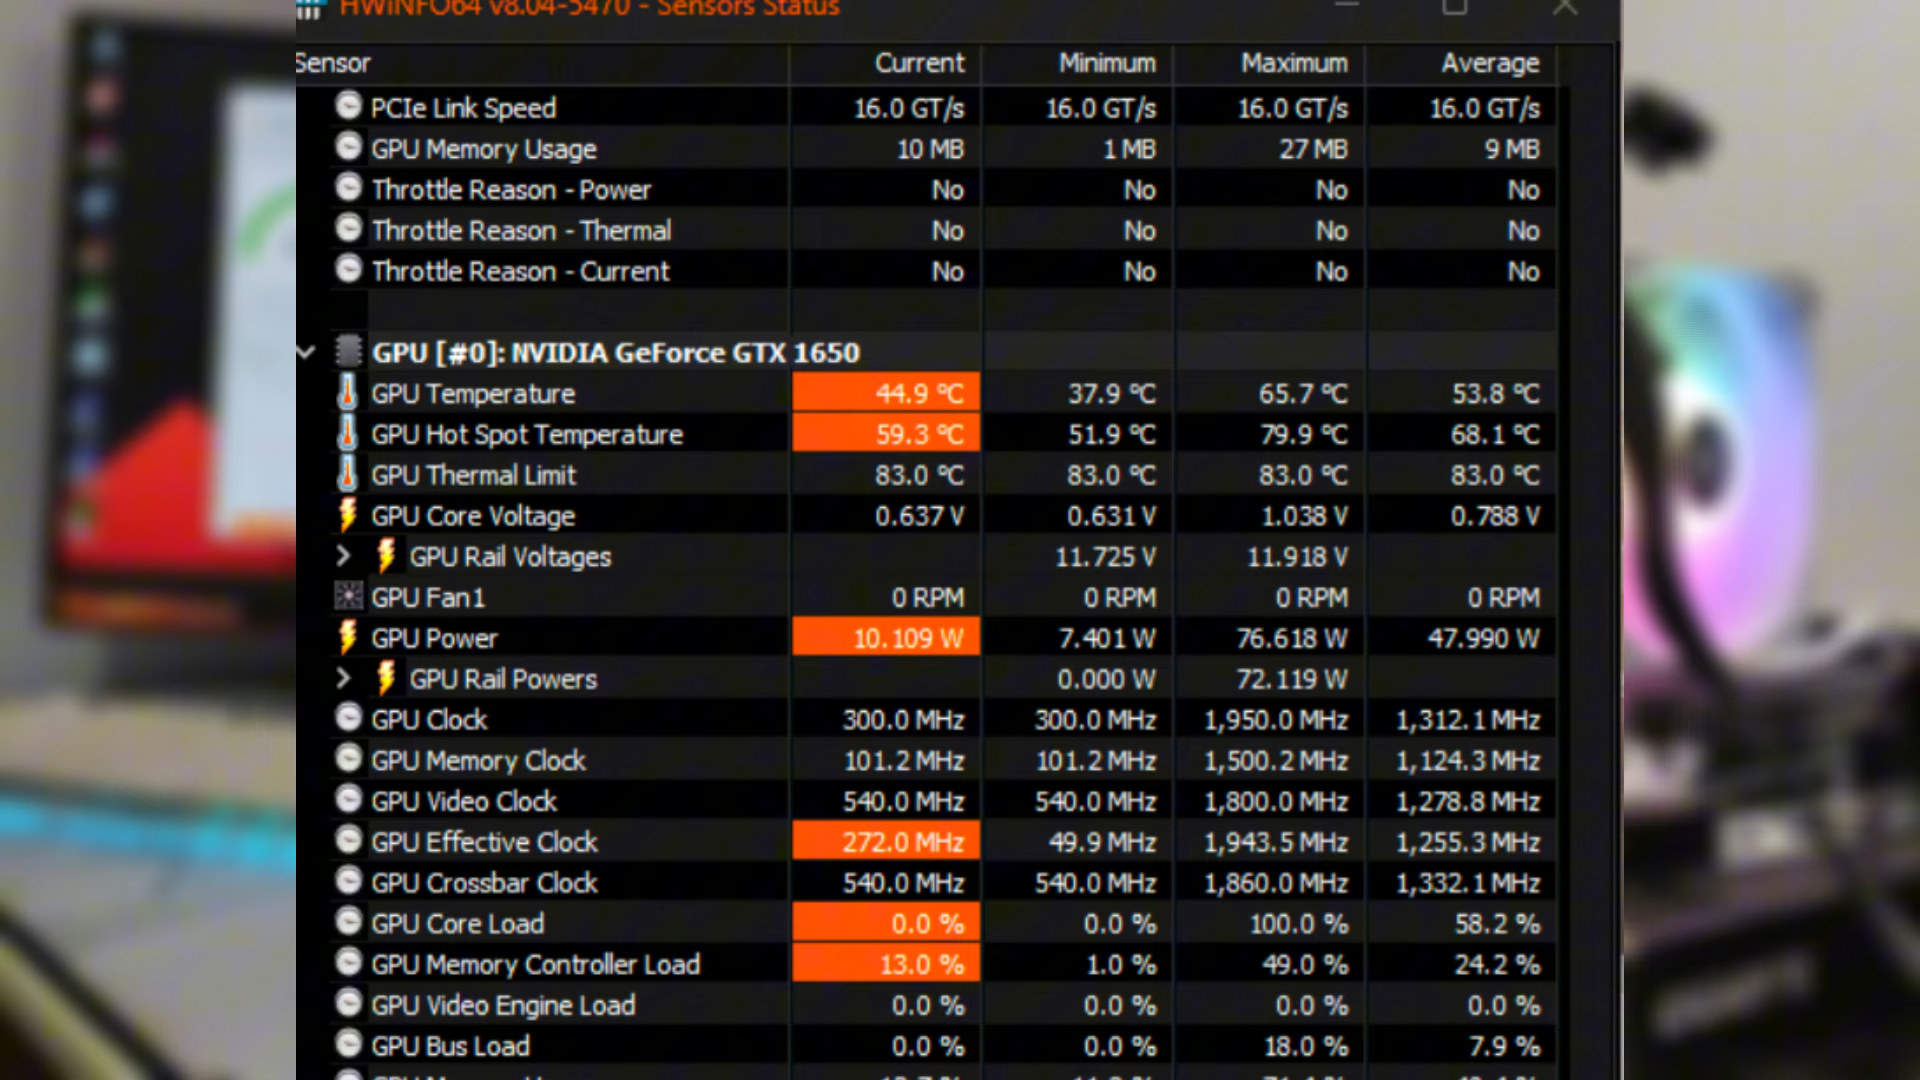 HWiNFO64 v8.04-5470 - Sensors Status
Sensor Current Minimum Maximum Average
PCIe Link Speed 16.0 GT/s 16.0 GT/s 16.0 GT/s 16.0 GT/s
GPU Memory Usage 10 MB 1 MB 27 MB 9 MB
Throttle Reason - Power No No No No
Throttle Reason - Thermal No No No No
Throttle Reason - Current No No No No
GPU [#0]: NVIDIA GeForce GTX 1650
GPU Temperature 44.9 °C 37.9 °C 65.7 °C 53.8 °C
GPU Hot Spot Temperature 59.3 °C 51.9 °C 79.9 °C 68.1 °C
GPU Thermal Limit 83.0 °C 83.0 °C 83.0 °C 83.0 °C
GPU Core Voltage 0.637 V 0.631 V 1.038 V 0.788 V
GPU Rail Voltages 11.725 V 11.918 V
GPU Fan1 0 RPM 0 RPM 0 RPM 0 RPM
GPU Power 10.109 W 7.401 W 76.618 W 47.990 W
GPU Rail Powers 0.000 W 72.119 W
GPU Clock 300.0 MHz 300.0 MHz 1,950.0 MHz 1,312.1 MHz
GPU Memory Clock 101.2 MHz 101.2 MHz 1,500.2 MHz 1,124.3 MHz
GPU Video Clock 540.0 MHz 540.0 MHz 1,800.0 MHz 1,278.8 MHz
GPU Effective Clock 272.0 MHz 49.9 MHz 1,943.5 MHz 1,255.3 MHz
GPU Crossbar Clock 540.0 MHz 540.0 MHz 1,860.0 MHz 1,332.1 MHz
GPU Core Load 0.0 % 0.0 % 100.0 % 58.2 %
GPU Memory Controller Load 13.0 % 1.0 % 49.0 % 24.2 %
GPU Video Engine Load 0.0 % 0.0 % 0.0 % 0.0 %
GPU Bus Load 0.0 % 0.0 % 18.0 % 7.9 %